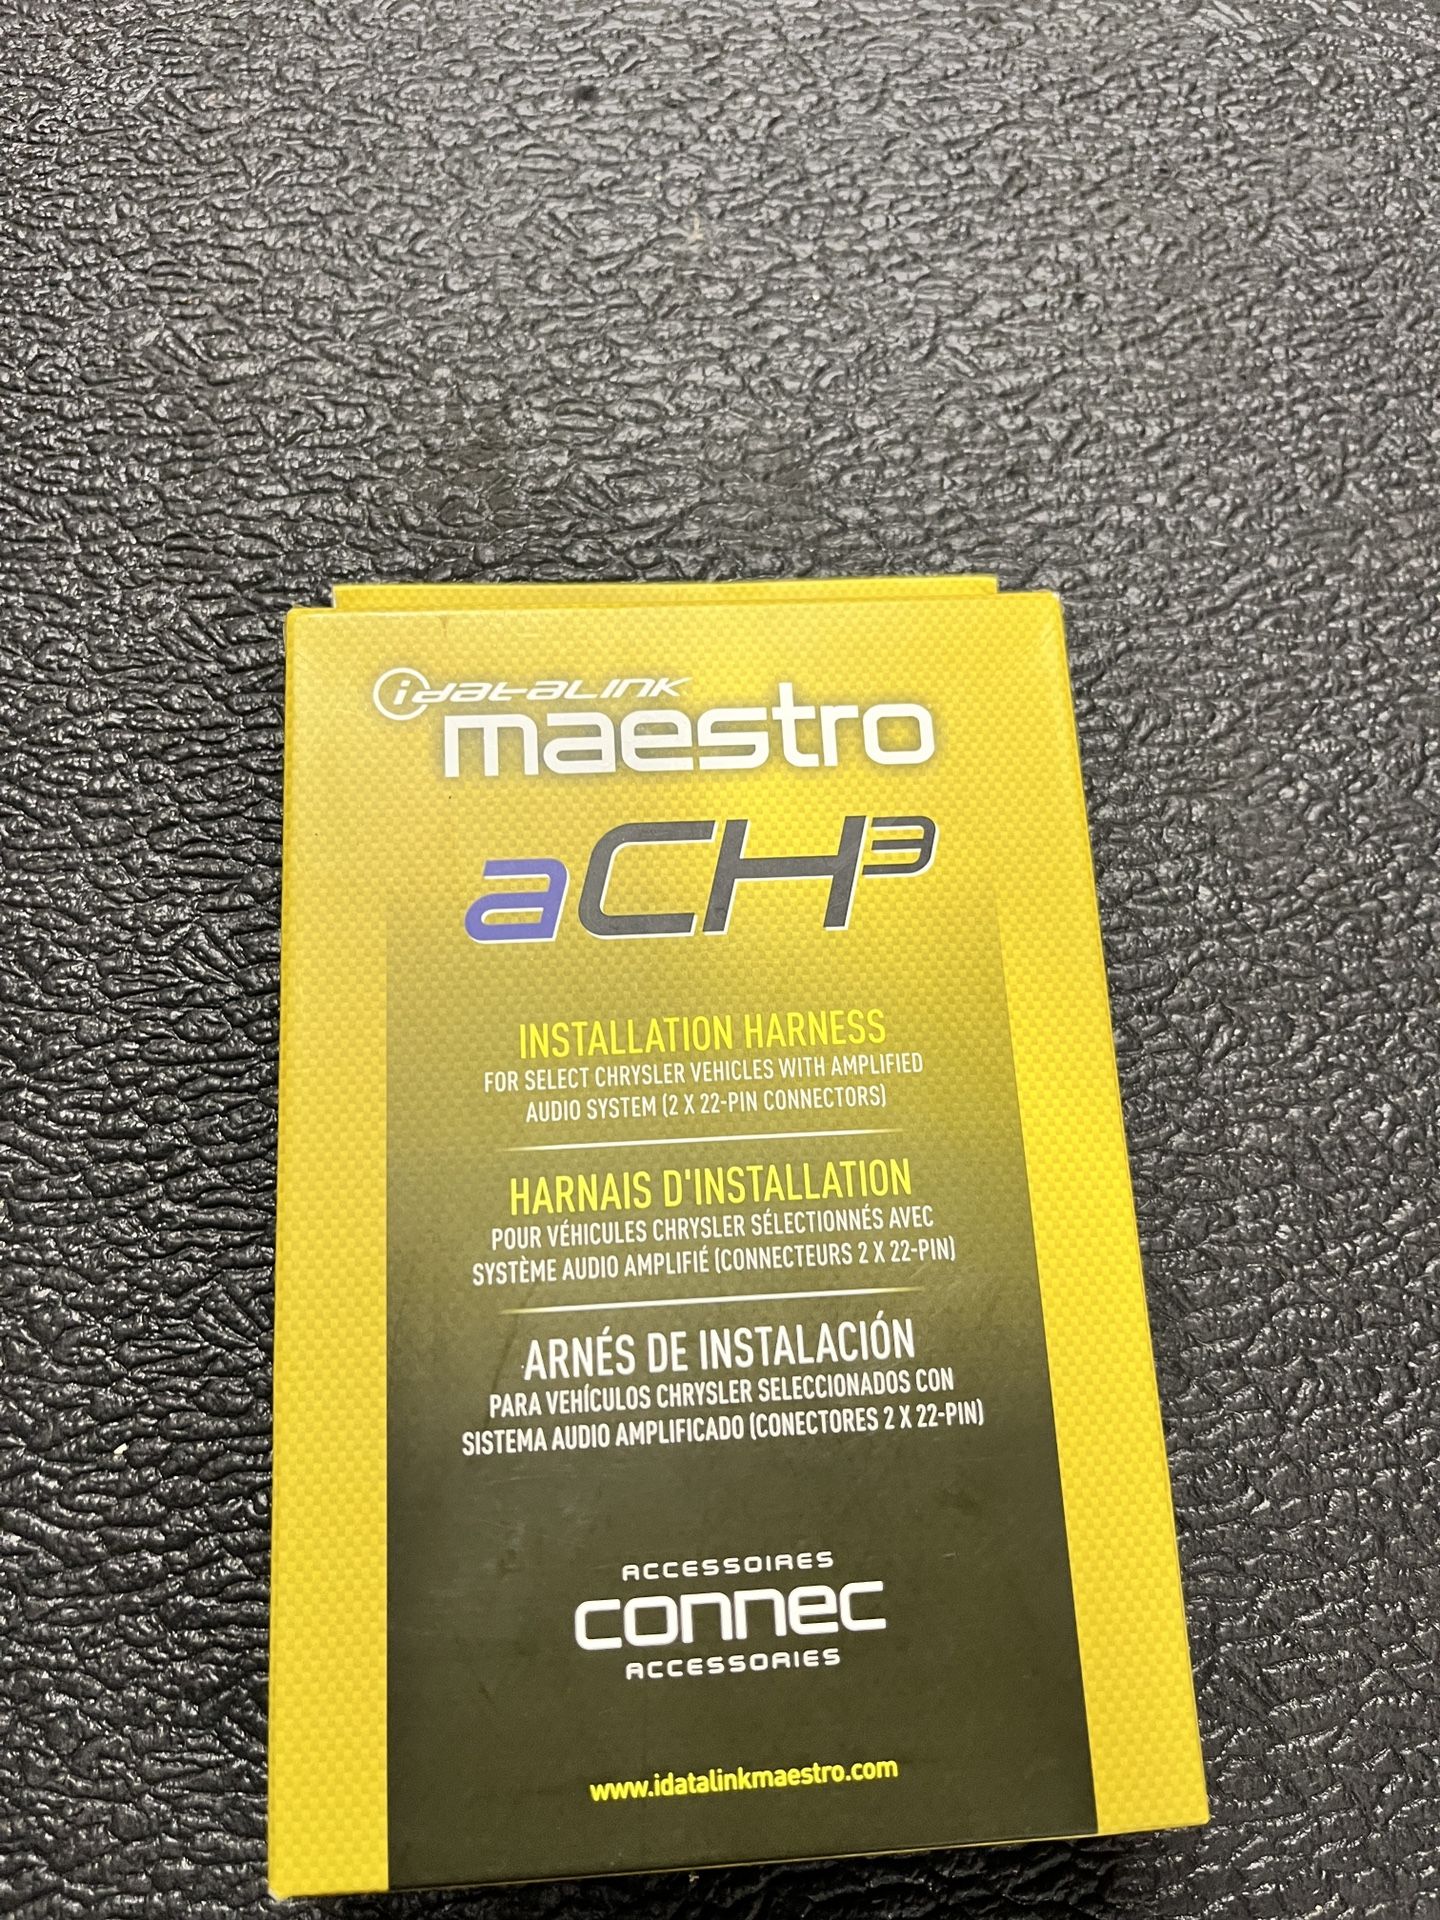 iDatalink
maestro
aCH3
INSTALLATION HARNESS
FOR SELECT CHRYSLER VEHICLES WITH AMPLIFIED
AUDIO SYSTEM (2 X 22-PIN CONNECTORS)
HARNAIS D'INSTALLATION
POUR VÉHICULES CHRYSLER SÉLECTIONNÉS AVEC
SYSTÈME AUDIO AMPLIFIÉ (CONNECTEURS 2 X 22-PIN)
ARNÉS DE INSTALACIÓN
PARA VEHÍCULOS CHRYSLER SELECCIONADOS CON
SISTEMA AUDIO AMPLIFICADO (CONECTORES 2 X 22-PIN)
ACCESSOIRES
connec
ACCESSORIES
www.idatalinkmaestro.com